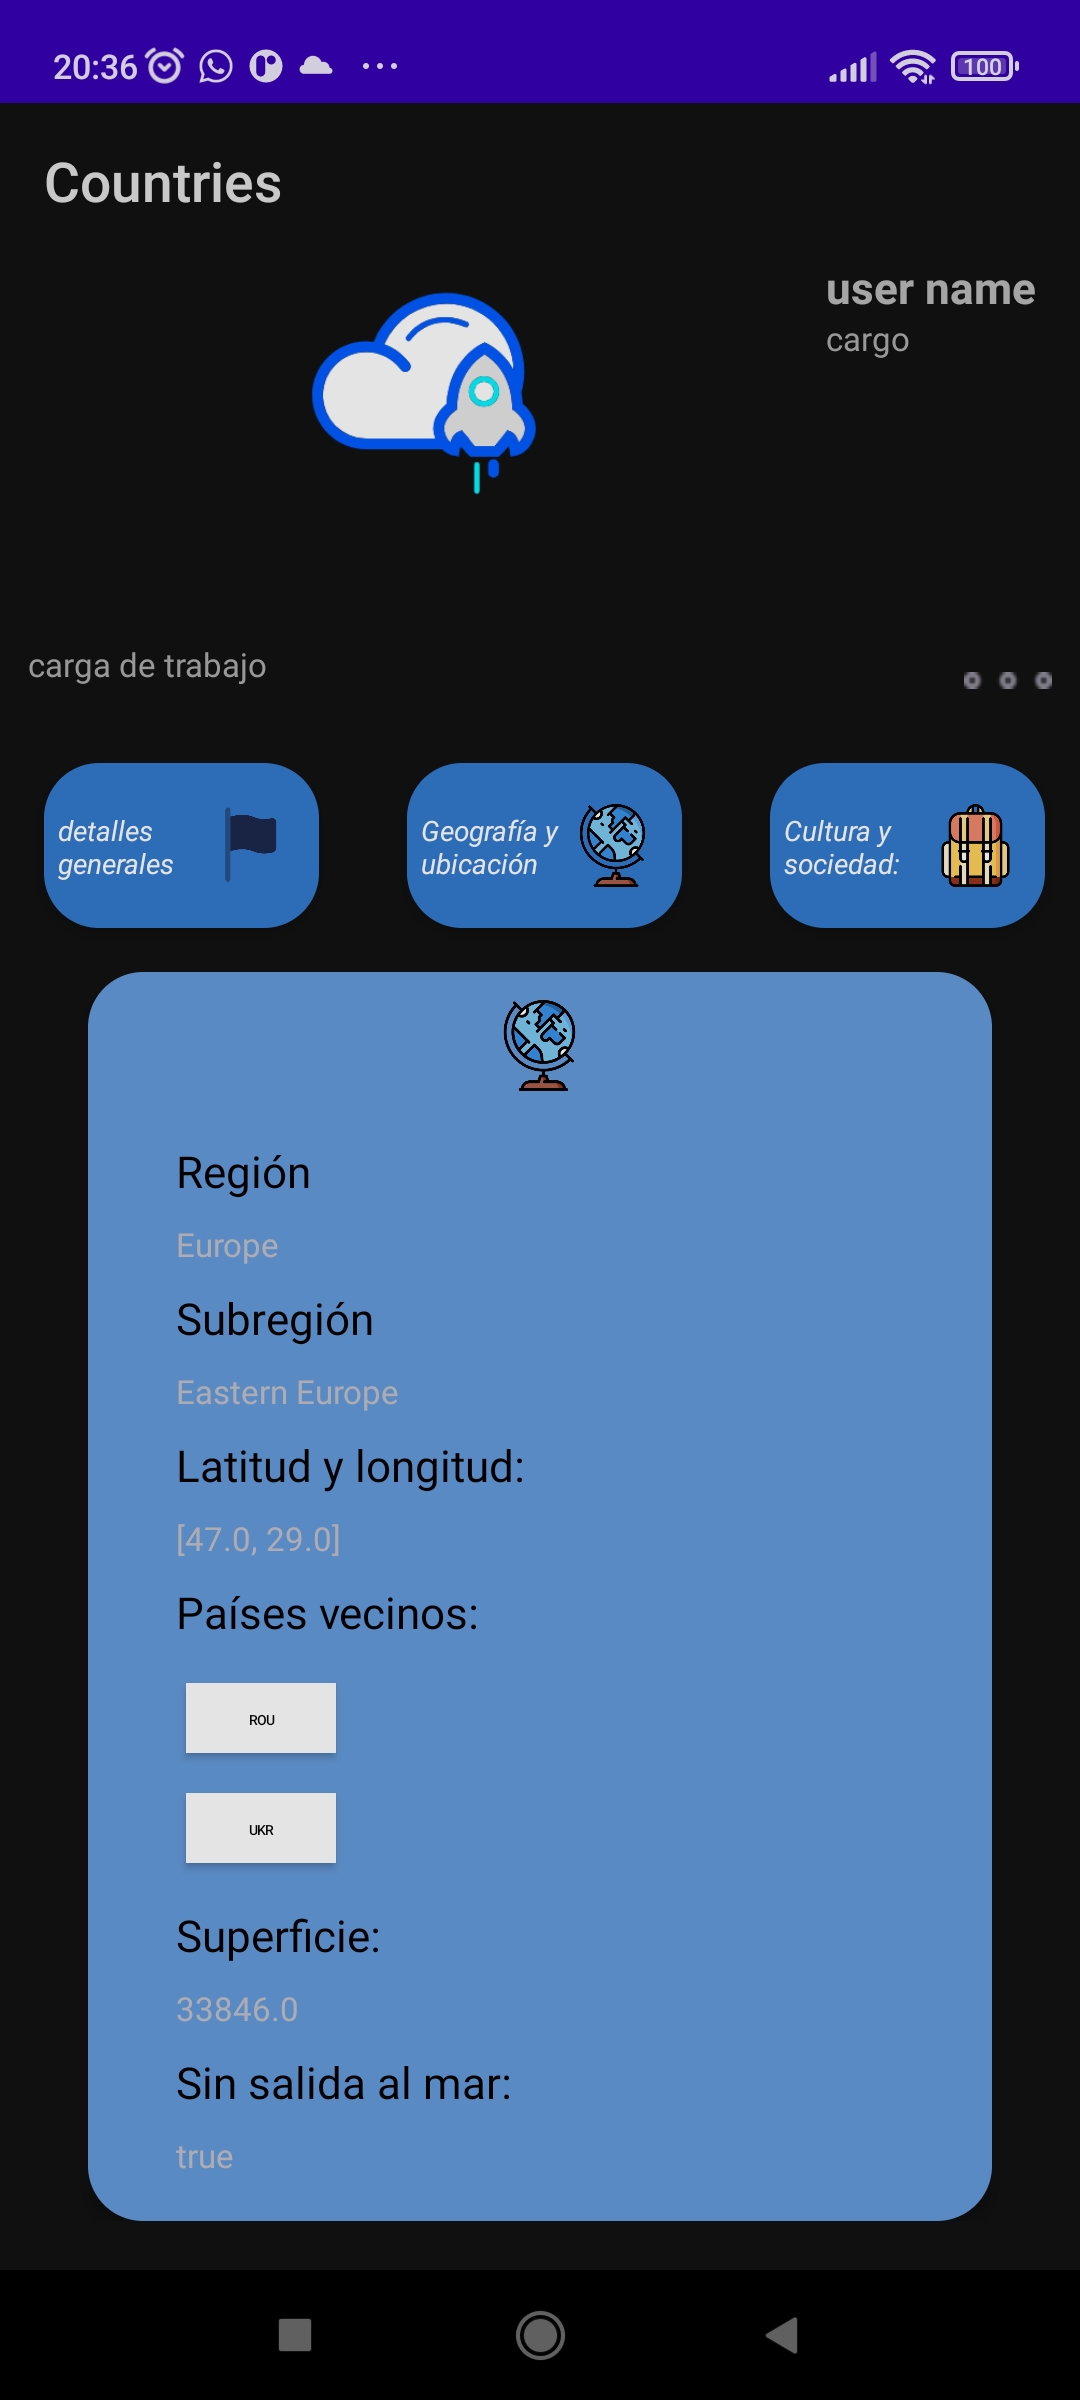 20:36
100
Countries
user name
cargo
carga de trabajo
detalles
generales
Geografía y
ubicación
Cultura y
sociedad:
Región
Europe
Subregión
Eastern Europe
Latitud y longitud:
[47.0, 29.0]
Países vecinos:
ROU
UKR
Superficie:
33846.0
Sin salida al mar:
true